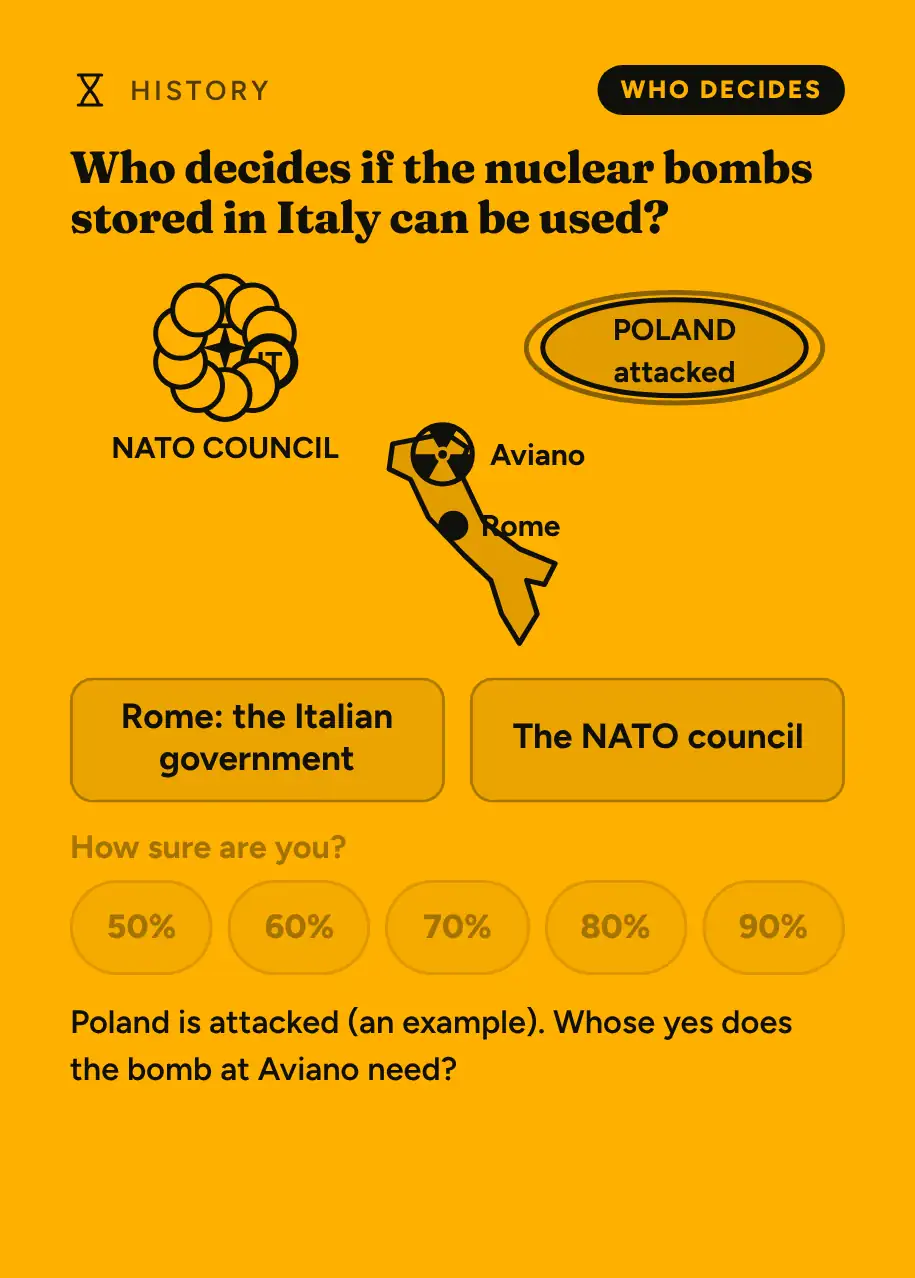 HISTORY
WHO DECIDES
Who decides if the nuclear bombs
stored in Italy can be used?
POLAND
attacked
IT
NATO COUNCIL
Aviano
Rome
Rome: the Italian
government
The NATO council
How sure are you?
50%
60%
70%
80%
90%
Poland is attacked (an example). Whose yes does
the bomb at Aviano need?